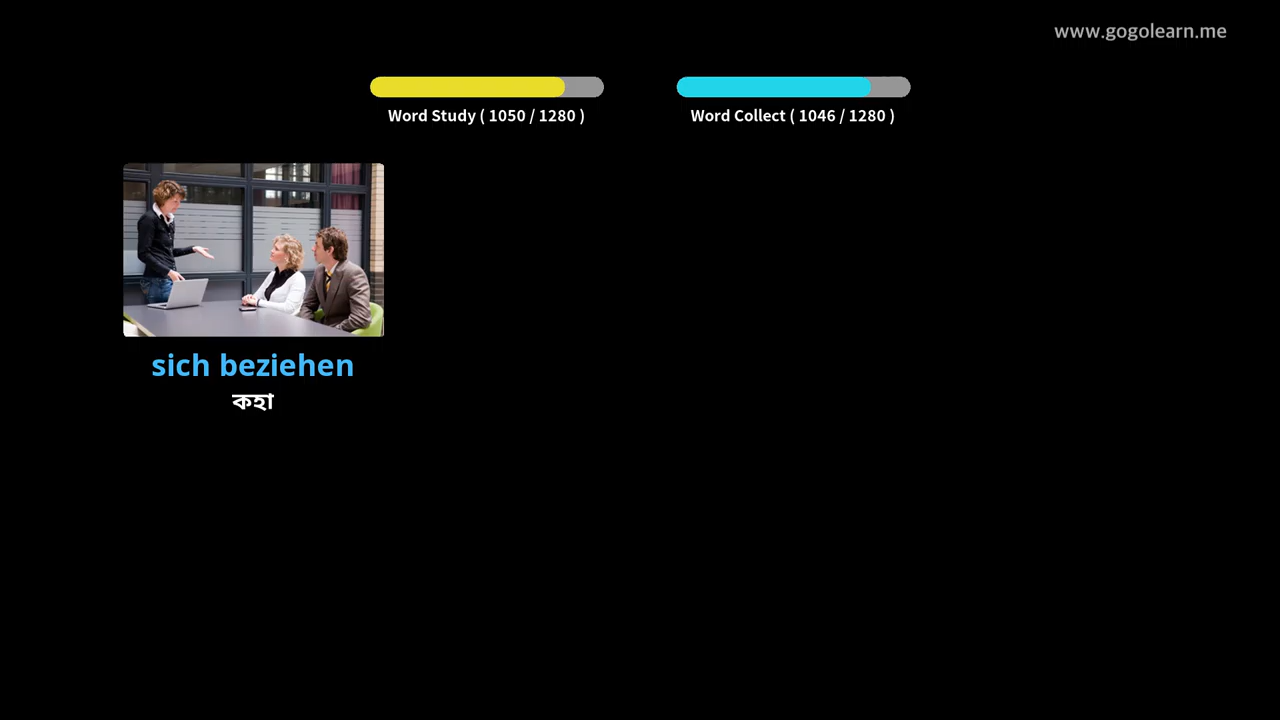 www.gogolearn.me
Word Study ( 1050 / 1280 )
Word Collect ( 1046 / 1280 )
sich beziehen
কহা